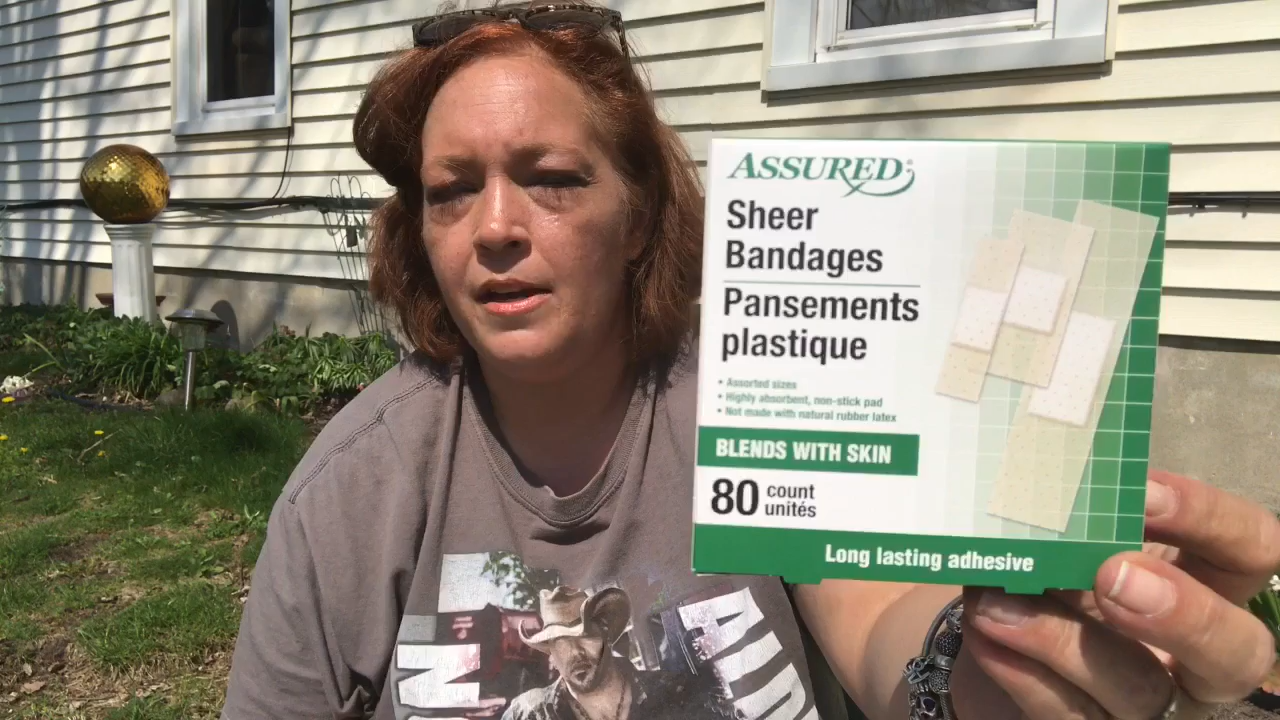 ASSURED
Sheer
Bandages
Pansements
plastique
• Assorted sizes
• Highly absorbent, non-stick pad
• Not made with natural rubber latex
BLENDS WITH SKIN
80 count
unités
Long lasting adhesive